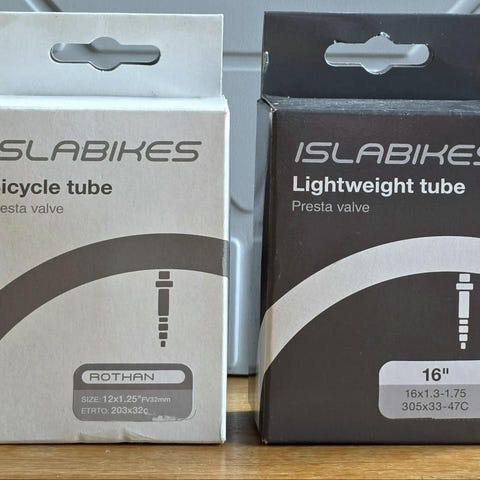 SLABIKES
icycle tube
resta valve
ROTHAN
SIZE: 12x1.25"FV32mm
ETRTO: 203x32c
ISLABIKES
Lightweight tube
Presta valve
16"
16x1.3-1.75
305x33-47C